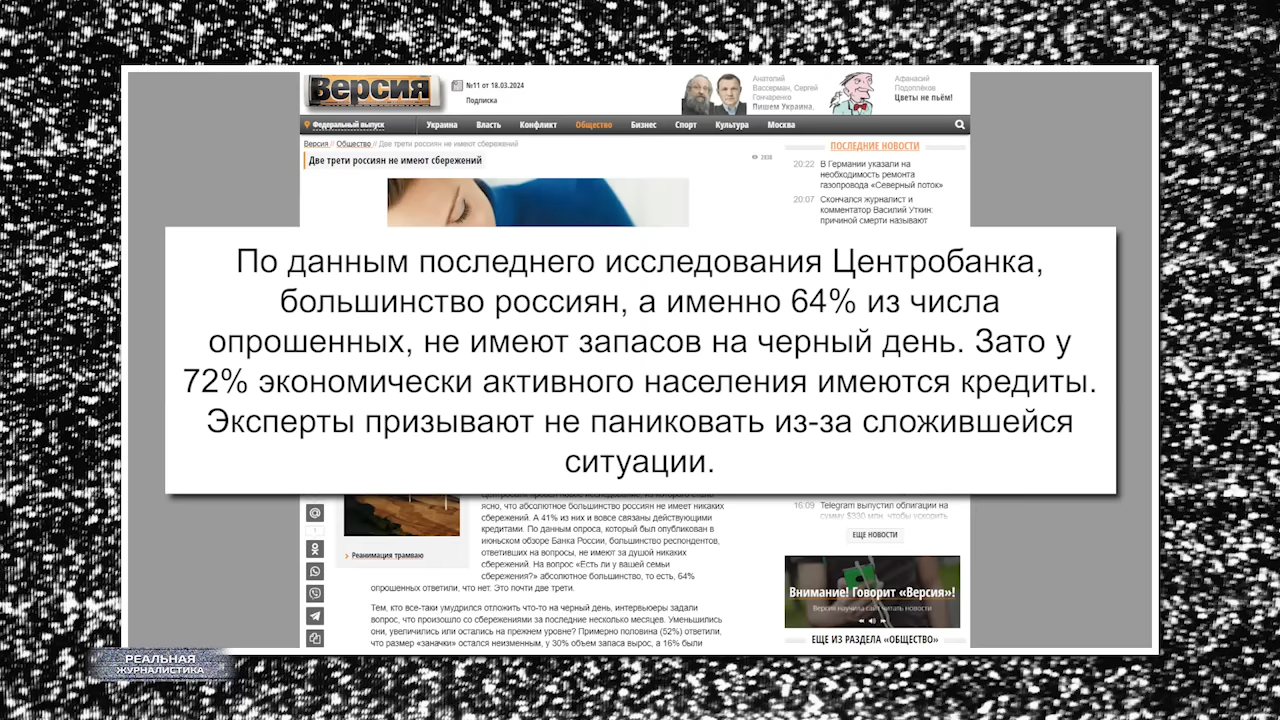 Версия
№11 от 18.03.2024
Подписка
Анатолий
Вассерман, Сергей
Гончаренко
Пишем Украина,
Афанасий
Подоплёков
Цветы не пьём!
Федеральный выпуск
Украина Власть Конфликт Общество Бизнес Спорт Культура Москва
Версия // Общество // Две трети россиян не имеют сбережений
Две трети россиян не имеют сбережений
2838
ПОСЛЕДНИЕ НОВОСТИ
20:22 В Германии указали на
необходимость ремонта
газопровода «Северный поток»
20:07 Скончался журналист и
комментатор Василий Уткин:
причиной смерти называют
По данным последнего исследования Центробанка,
большинство россиян, а именно 64% из числа
опрошенных, не имеют запасов на черный день. Зато у
72% экономически активного населения имеются кредиты.
Эксперты призывают не паниковать из-за сложившейся
ситуации.
ясно, что абсолютное большинство россиян не имеет никаких
сбережений. А 41% из них и вовсе связаны действующими
кредитами. По данным опроса, который был опубликован в
июньском обзоре Банка России, большинство респондентов,
ответивших на вопросы, не имеют за душой никаких
сбережений. На вопрос «Есть ли у вашей семьи
сбережения?» абсолютное большинство, то есть, 64%
опрошенных ответили, что нет. Это почти две трети.
Реанимация трамваю
Тем, кто все-таки умудрился отложить что-то на черный день, интервьюеры задали
вопрос, что произошло со сбережениями за последние несколько месяцев. Уменьшились
они, увеличились или остались на прежнем уровне? Примерно половина (52%) ответили,
что размер «заначки» остался неизменным, у 30% объем запаса вырос, а 16% были
16:09 Telegram выпустил облигации на
сумму $330 млн, чтобы ускорить
ЕЩЕ НОВОСТИ
Внимание! Говорит «Версия»!
Версия научила сайт читать новости
ЕЩЕ ИЗ РАЗДЕЛА «ОБЩЕСТВО»
РЕАЛЬНАЯ
ЖУРНАЛИСТИКА